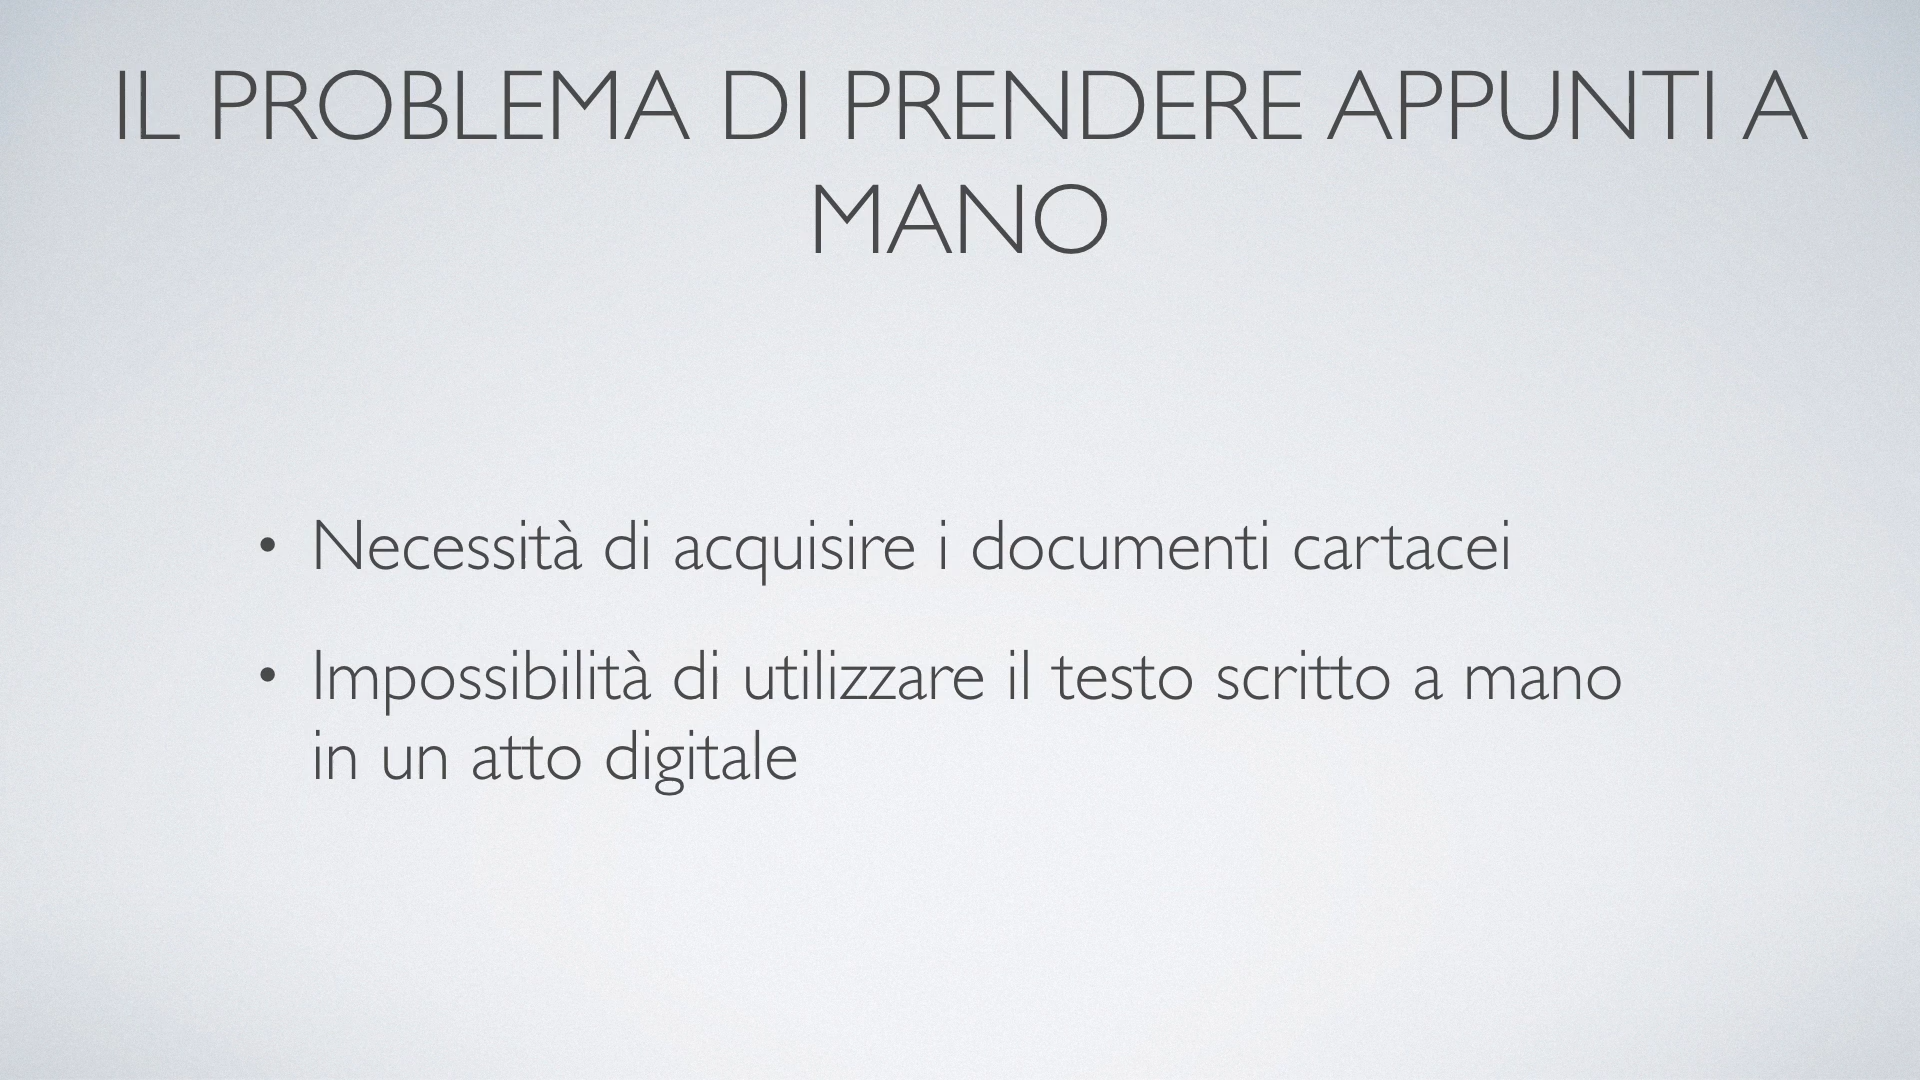 IL PROBLEMA DI PRENDERE APPUNTI A
MANO
• Necessità di acquisire i documenti cartacei
• Impossibilità di utilizzare il testo scritto a mano
in un atto digitale